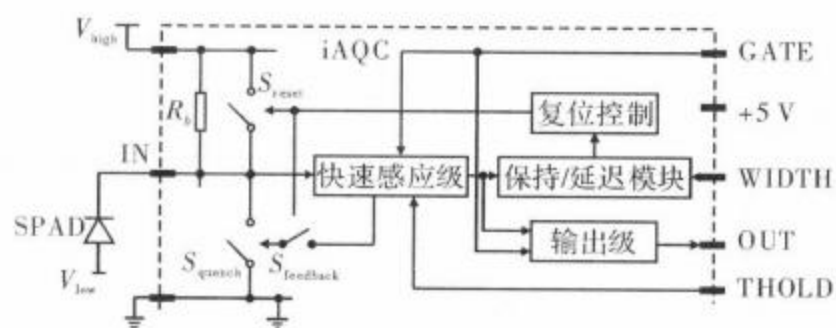 V_high
iAQC
GATE
S_reset
R_b
复位控制
+5 V
IN
快速感应级
保持/延迟模块
WIDTH
SPAD
输出级
OUT
S_quench
S_feedback
V_low
THOLD